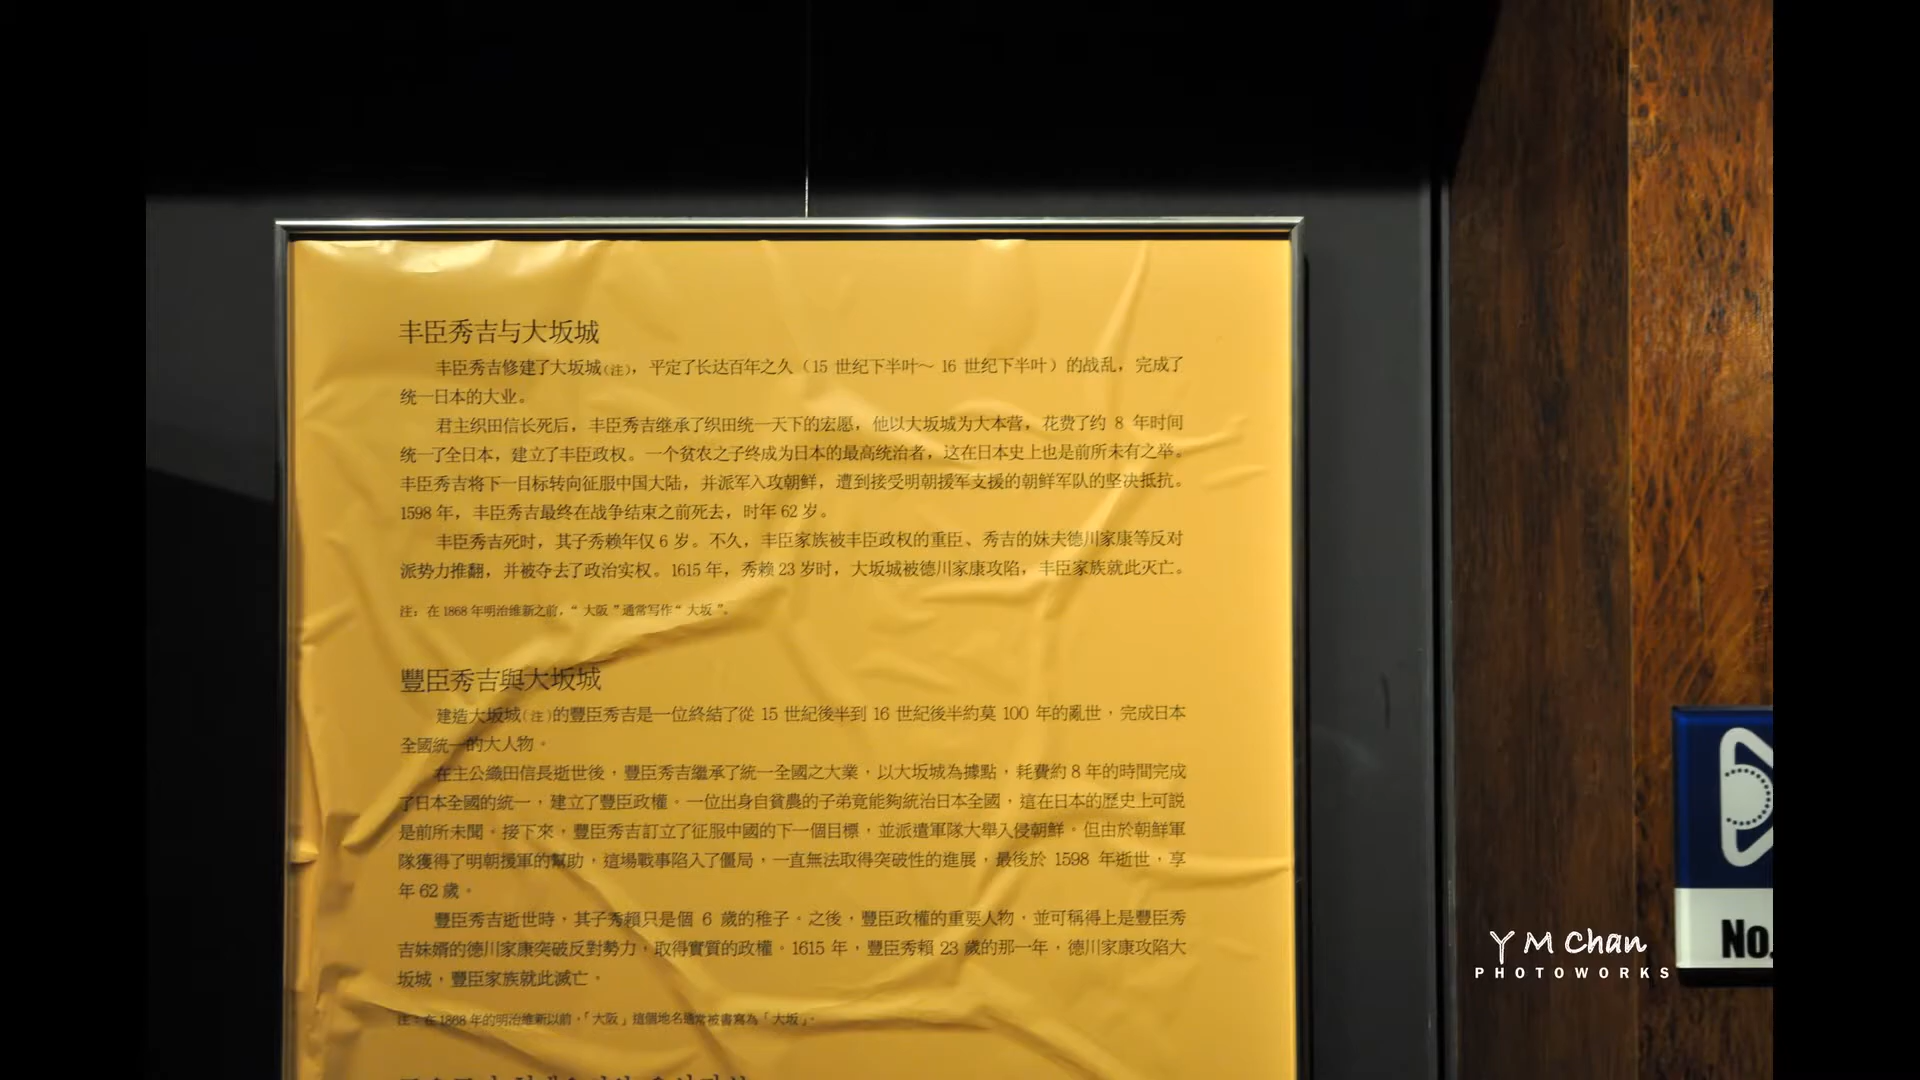 丰臣秀吉与大坂城
丰臣秀吉修建了大坂城(注)，平定了长达百年之久（15 世纪下半叶～ 16 世纪下半叶）的战乱，完成了
统一日本的大业。
君主织田信长死后，丰臣秀吉继承了织田统一天下的宏愿，他以大坂城为大本营，花费了约 8 年时间
统一了全日本，建立了丰臣政权。一个贫农之子终成为日本的最高统治者，这在日本史上也是前所未有之举。
丰臣秀吉将下一目标转向征服中国大陆，并派军入攻朝鲜，遭到接受明朝援军支援的朝鲜军队的坚决抵抗。
1598 年，丰臣秀吉最终在战争结束之前死去，时年 62 岁。
丰臣秀吉死时，其子秀赖年仅 6 岁。不久，丰臣家族被丰臣政权的重臣、秀吉的妹夫德川家康等反对
派势力推翻，并被夺去了政治实权。1615 年，秀赖 23 岁时，大坂城被德川家康攻陷，丰臣家族就此灭亡。
注：在 1868 年明治维新之前，“ 大阪 ”通常写作“ 大坂 ”。
豐臣秀吉與大坂城
建造大坂城(注)的豐臣秀吉是一位終結了從 15 世紀後半到 16 世紀後半約莫 100 年的亂世，完成日本
全國統一的大人物。
在主公織田信長逝世後，豐臣秀吉繼承了統一全國之大業，以大坂城為據點，耗費約 8 年的時間完成
了日本全國的統一，建立了豐臣政權。一位出身自貧農的子弟竟能夠統治日本全國，這在日本的歷史上可說
是前所未聞。接下來，豐臣秀吉訂立了征服中國的下一個目標，並派遣軍隊大舉入侵朝鮮。但由於朝鮮軍
隊獲得了明朝援軍的幫助，這場戰事陷入了僵局，一直無法取得突破性的進展，最後於 1598 年逝世，享
年 62 歲。
豐臣秀吉逝世時，其子秀賴只是個 6 歲的稚子。之後，豐臣政權的重要人物，並可稱得上是豐臣秀
吉妹婿的德川家康突破反對勢力，取得實質的政權。1615 年，豐臣秀賴 23 歲的那一年，德川家康攻陷大
坂城，豐臣家族就此滅亡。
注：在 1868 年的明治維新以前，「大阪」這個地名通常被書寫為「大坂」。
No.
Y M Chan
PHOTOWORKS